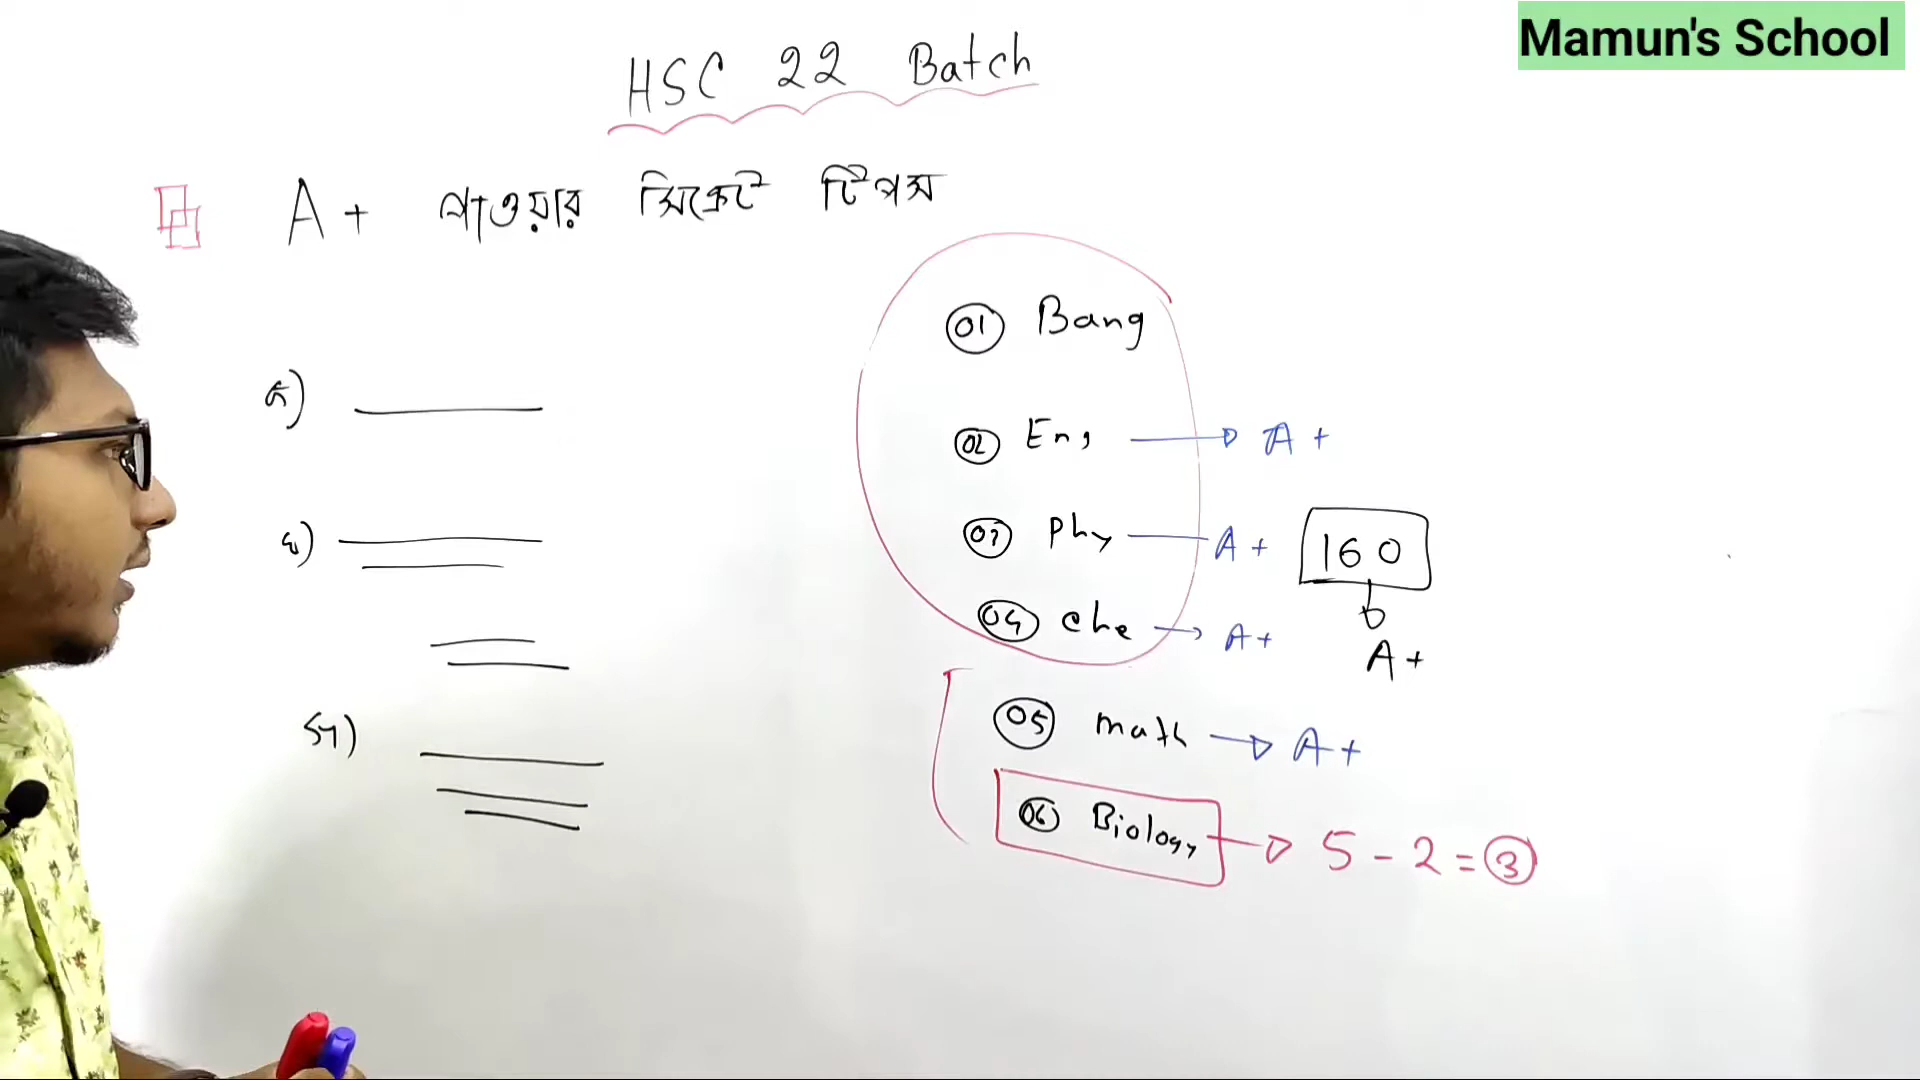 Mamun's School
HSC 22 Batch
A+ পাওয়ার সিক্রেট টিপস
ক)
খ)
গ)
01 Bang
02 Eng → A+
03 Phy — A+
160
A+
04 che → A+
05 math → A+
06 Biology → 5 - 2 = 3